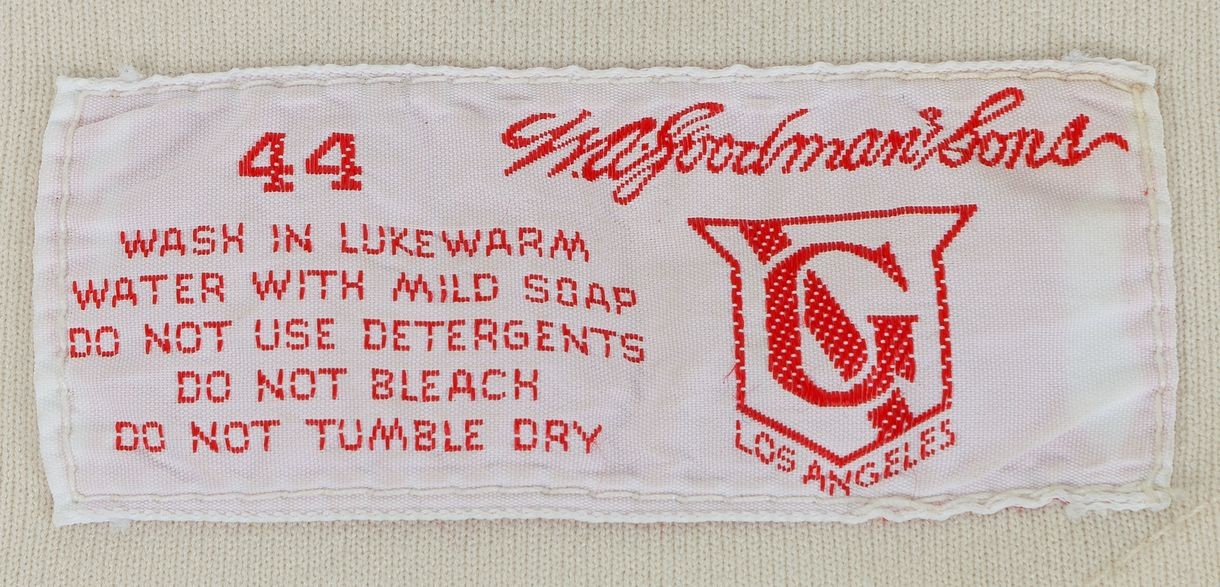 44
Wm Goodman & Sons
WASH IN LUKEWARM
WATER WITH MILD SOAP
DO NOT USE DETERGENTS
DO NOT BLEACH
DO NOT TUMBLE DRY
G
LOS ANGELES